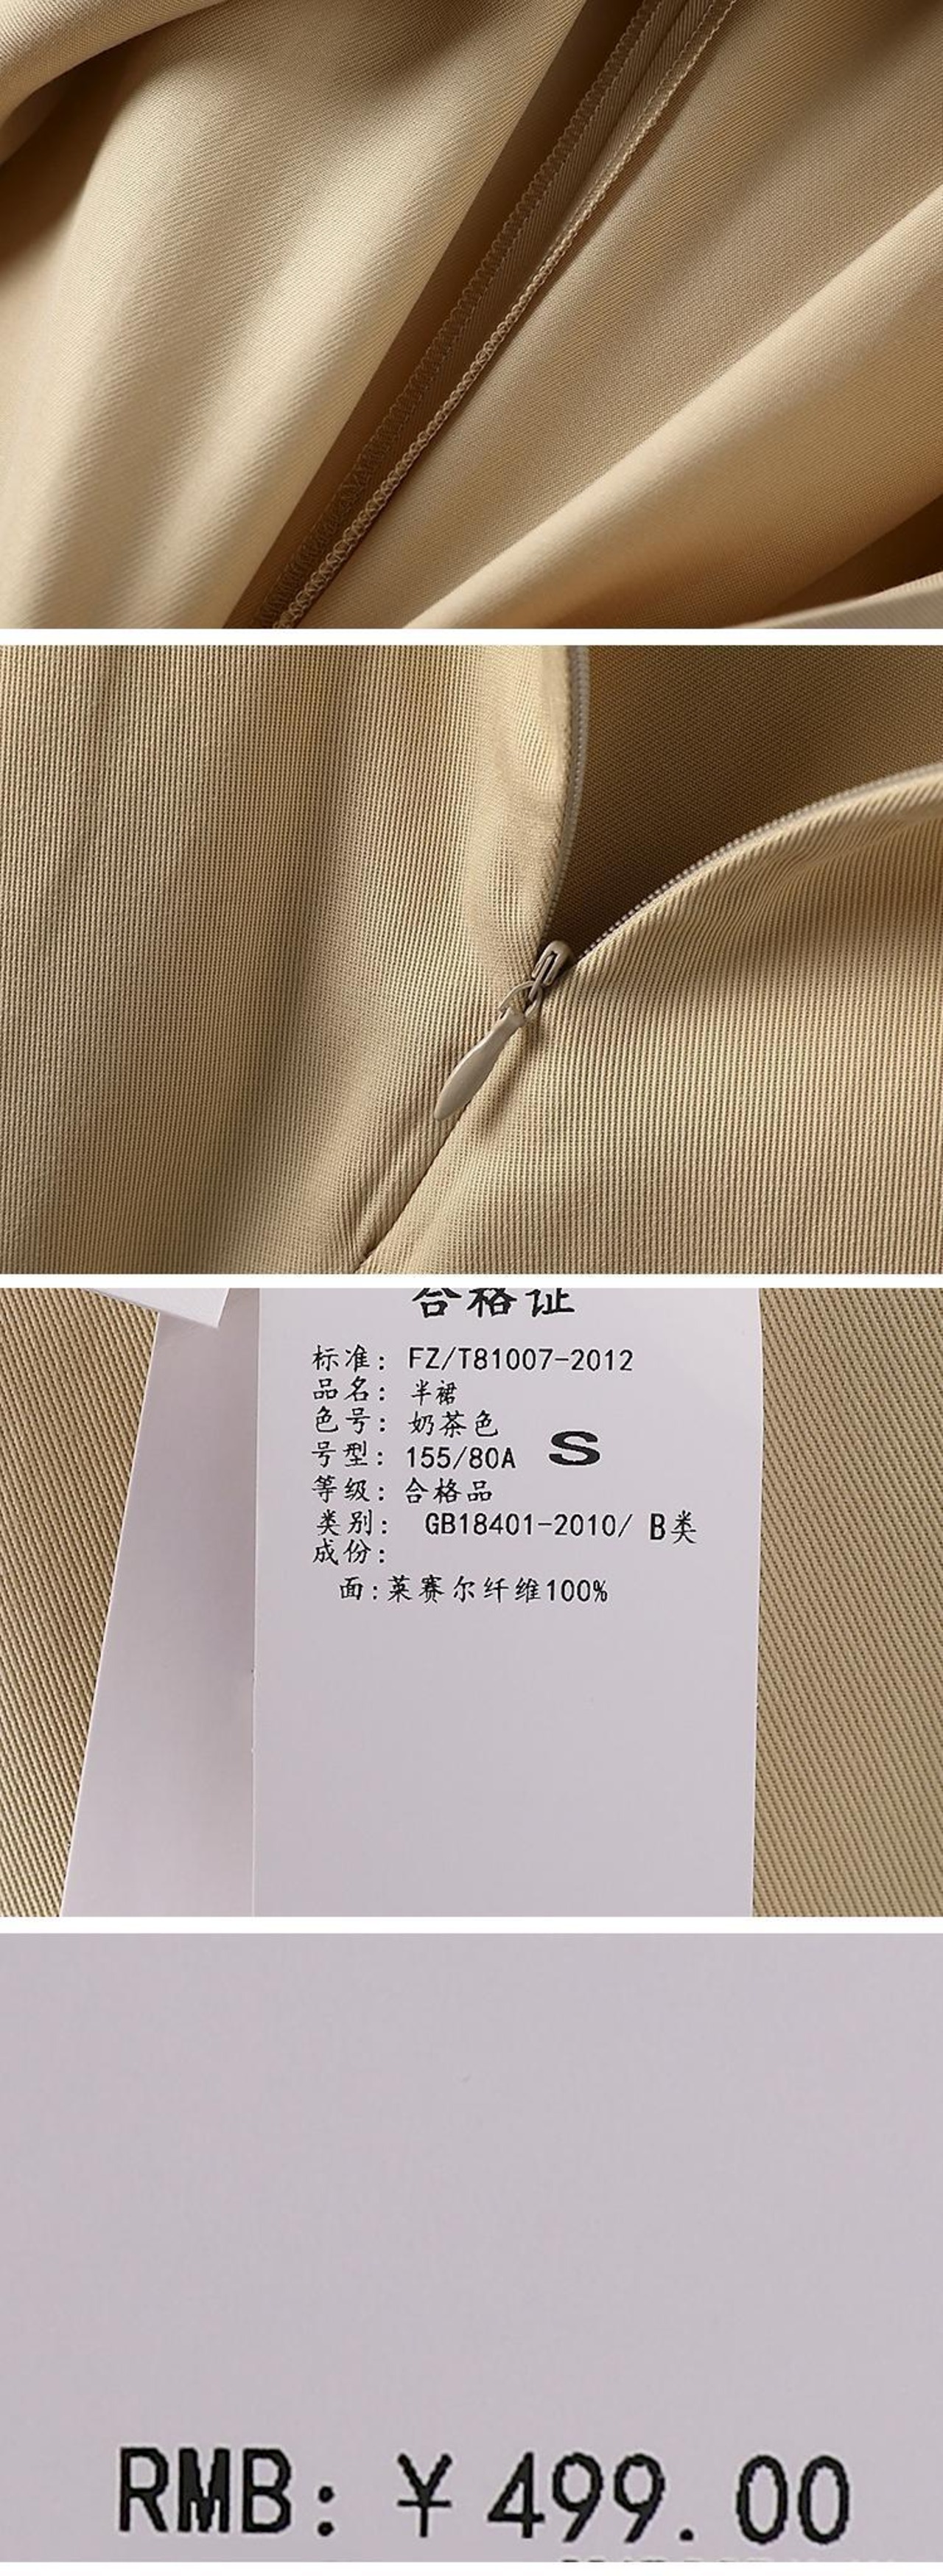 合格证
标准: FZ/T81007-2012
品名: 半裙
色号: 奶茶色
号型: 155/80A S
等级: 合格品
类别: GB18401-2010/ B类
成份:
面:莱赛尔纤维100%
RMB: ¥499.00